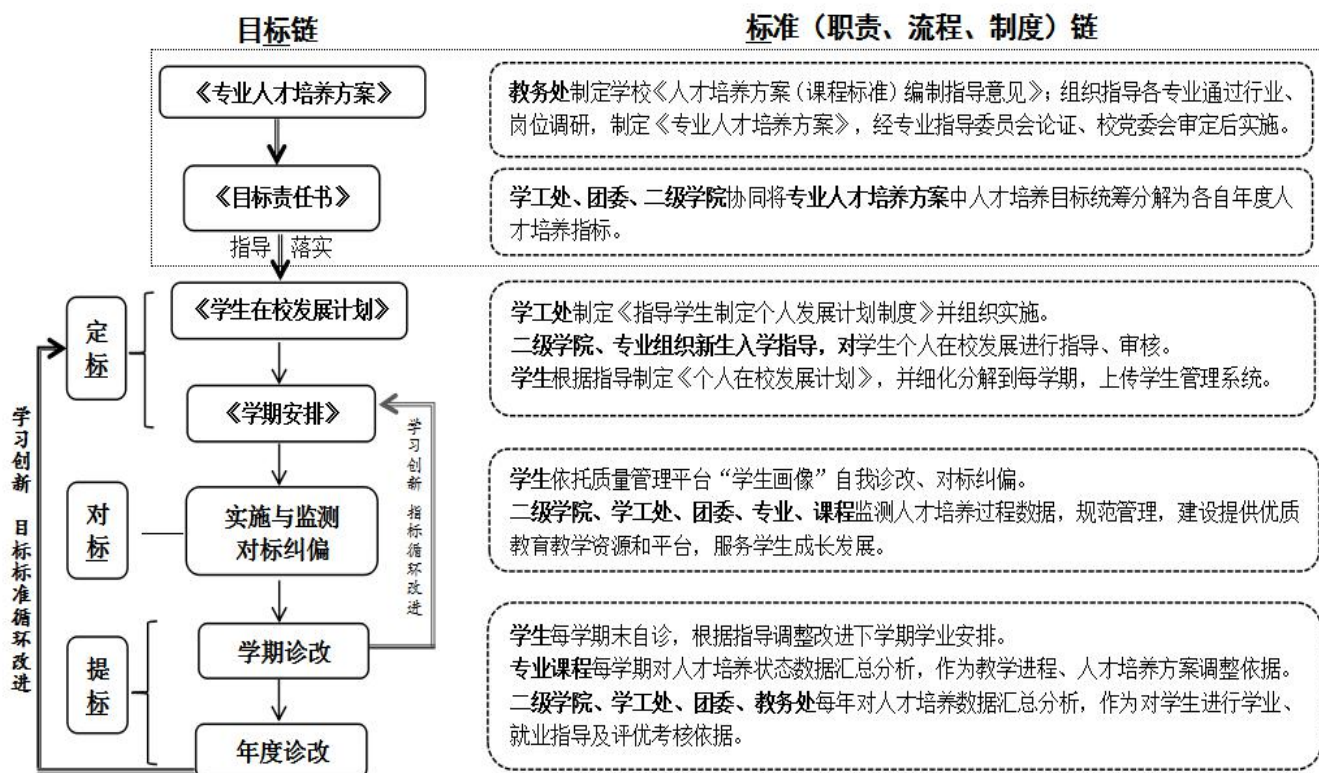 目标链
标准（职责、流程、制度）链
《专业人才培养方案》
教务处制定学校《人才培养方案（课程标准）编制指导意见》；组织指导各专业通过行业、
岗位调研，制定《专业人才培养方案》，经专业指导委员会论证、校党委会审定后实施。
《目标责任书》
学工处、团委、二级学院协同将专业人才培养方案中人才培养目标统筹分解为各自年度人
才培养指标。
指导 落实
定标
《学生在校发展计划》
学工处制定《指导学生制定个人发展计划制度》并组织实施。
二级学院、专业组织新生入学指导，对学生个人在校发展进行指导、审核。
学生根据指导制定《个人在校发展计划》，并细化分解到每学期，上传学生管理系统。
《学期安排》
学习创新 目标标准循环改进
学习创新 指标循环改进
对标
实施与监测
对标纠偏
学生依托质量管理平台“学生画像”自我诊改、对标纠偏。
二级学院、学工处、团委、专业、课程监测人才培养过程数据，规范管理，建设提供优质
教育教学资源和平台，服务学生成长发展。
提标
学期诊改
年度诊改
学生每学期末自诊，根据指导调整改进下学期学业安排。
专业课程每学期对人才培养状态数据汇总分析，作为教学进程、人才培养方案调整依据。
二级学院、学工处、团委、教务处每年对人才培养数据汇总分析，作为对学生进行学业、
就业指导及评优考核依据。